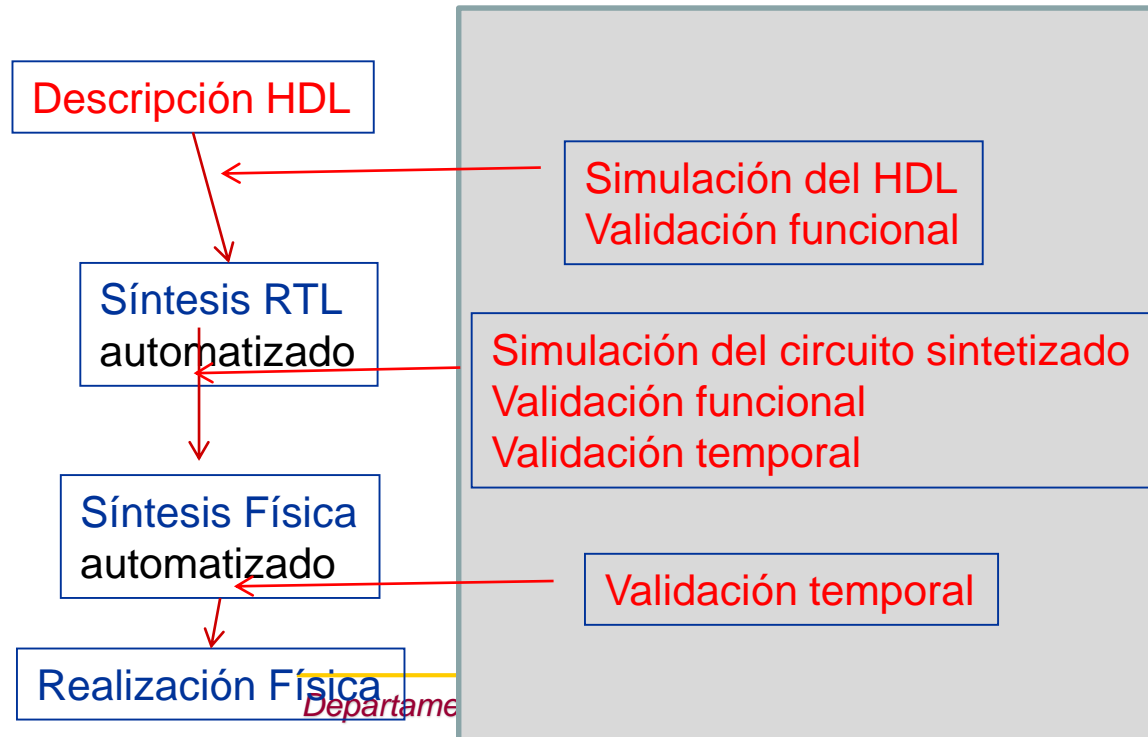 Descripción HDL
Simulación del HDL
Validación funcional
Síntesis RTL
automatizado
Simulación del circuito sintetizado
Validación funcional
Validación temporal
Síntesis Física
automatizado
Validación temporal
Realización Física
Departame